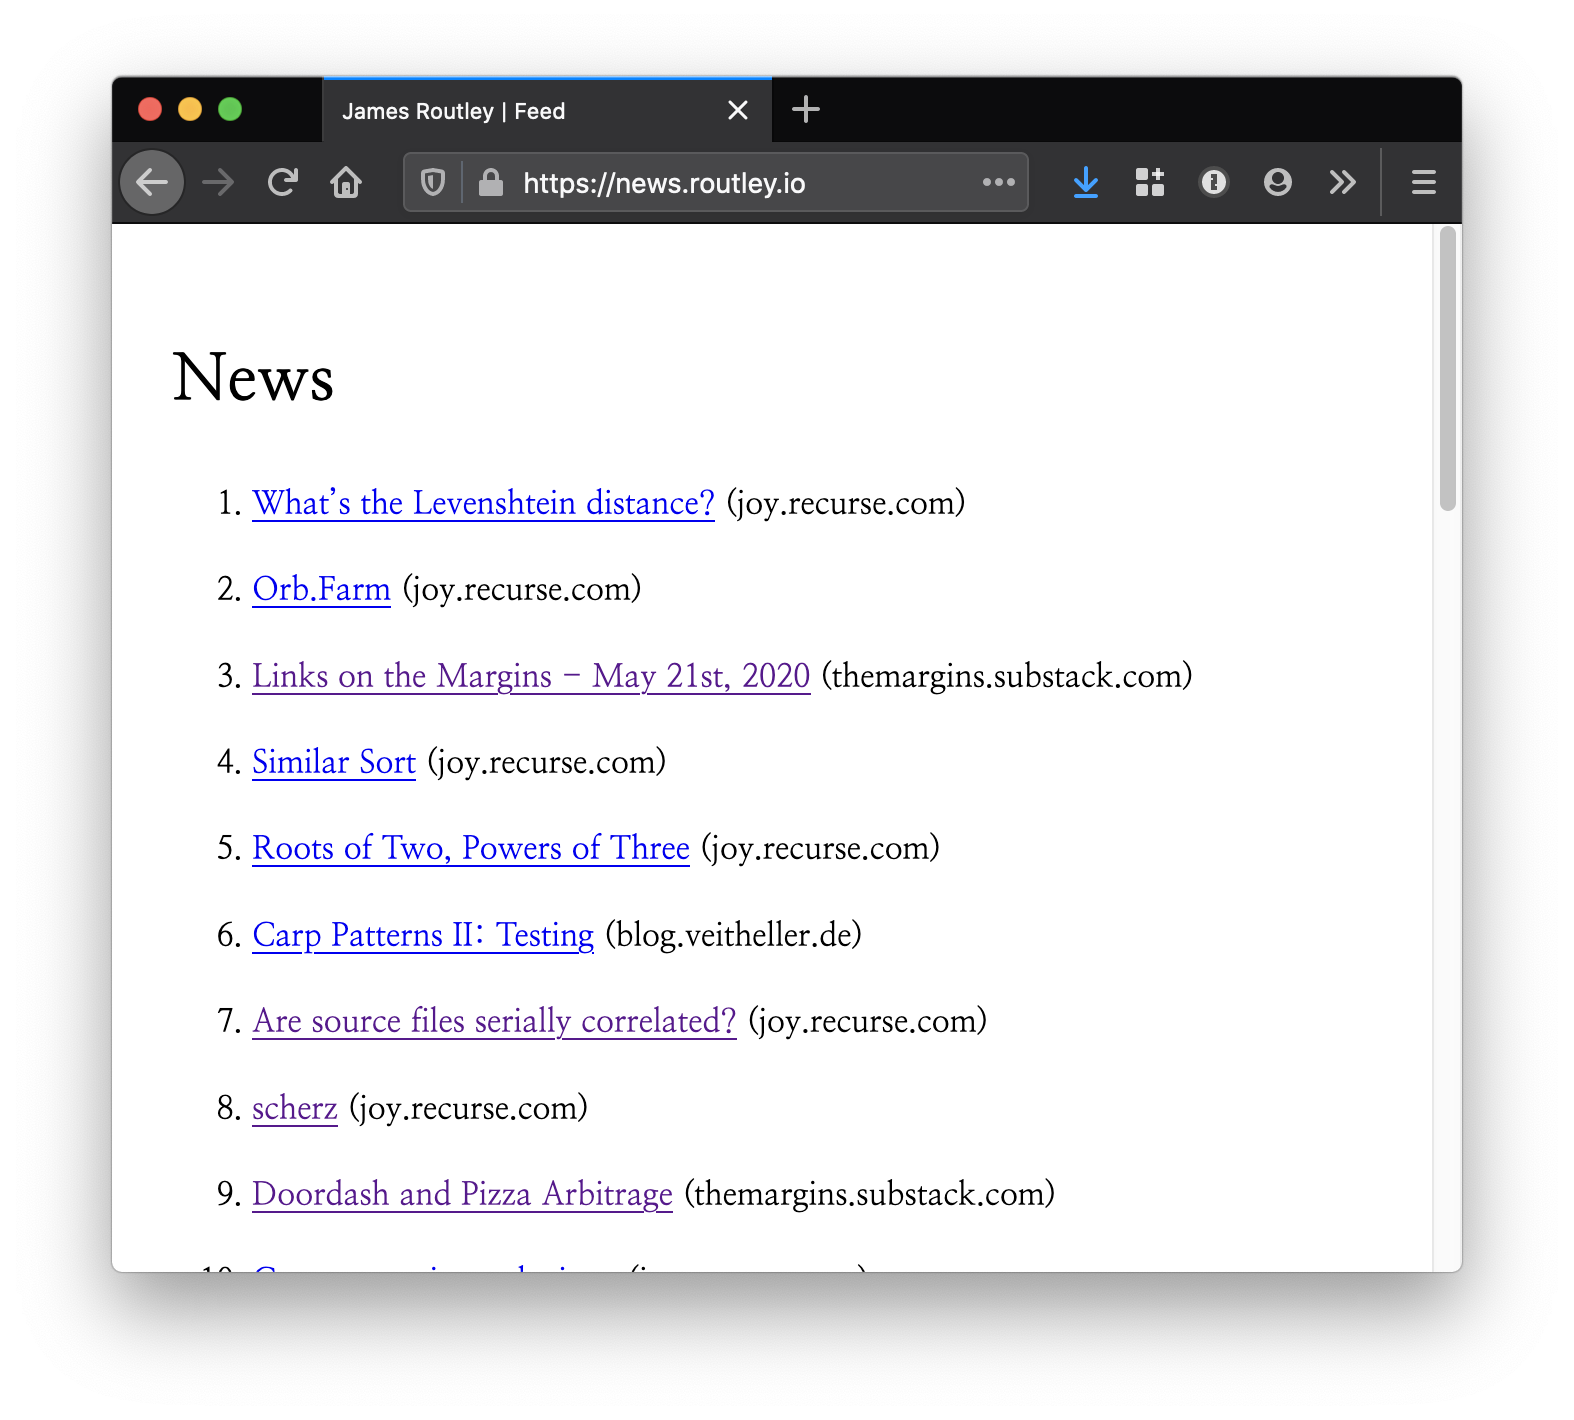 James Routley | Feed
https://news.routley.io
News
1. What's the Levenshtein distance? (joy.recurse.com)
2. Orb.Farm (joy.recurse.com)
3. Links on the Margins - May 21st, 2020 (themargins.substack.com)
4. Similar Sort (joy.recurse.com)
5. Roots of Two, Powers of Three (joy.recurse.com)
6. Carp Patterns II: Testing (blog.veitheller.de)
7. Are source files serially correlated? (joy.recurse.com)
8. scherz (joy.recurse.com)
9. Doordash and Pizza Arbitrage (themargins.substack.com)
10.